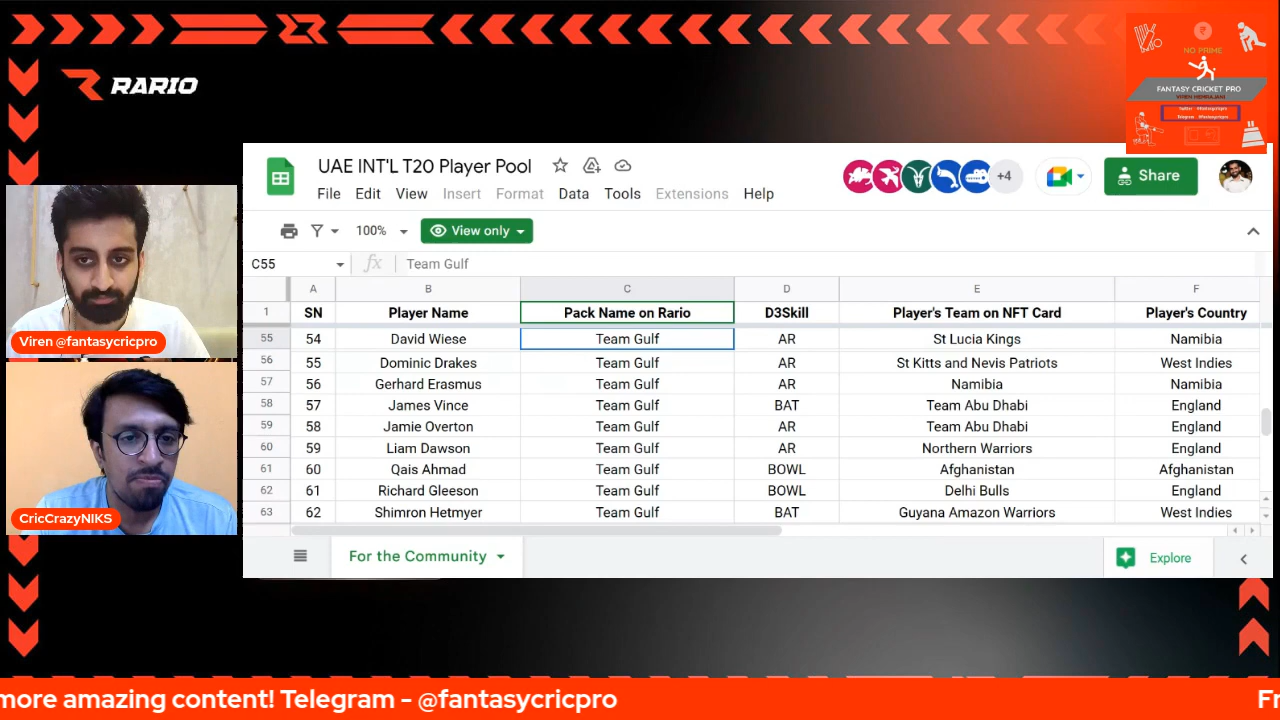 RARIO
NO PRIME
FANTASY CRICKET PRO
VIREN HEMRAJANI
UAE INT'L T20 Player Pool
+4
Share
File Edit View Insert Format Data Tools Extensions Help
100% View only
C55 fx Team Gulf
A B C D E F
1 SN Player Name Pack Name on Rario D3Skill Player's Team on NFT Card Player's Country
55 54 David Wiese Team Gulf AR St Lucia Kings Namibia
56 55 Dominic Drakes Team Gulf AR St Kitts and Nevis Patriots West Indies
57 56 Gerhard Erasmus Team Gulf AR Namibia Namibia
58 57 James Vince Team Gulf BAT Team Abu Dhabi England
59 58 Jamie Overton Team Gulf AR Team Abu Dhabi England
60 59 Liam Dawson Team Gulf AR Northern Warriors England
61 60 Qais Ahmad Team Gulf BOWL Afghanistan Afghanistan
62 61 Richard Gleeson Team Gulf BOWL Delhi Bulls England
63 62 Shimron Hetmyer Team Gulf BAT Guyana Amazon Warriors West Indies
For the Community
Explore
Viren @fantasycricpro
CricCrazyNIKS
more amazing content! Telegram - @fantasycricpro
Fr